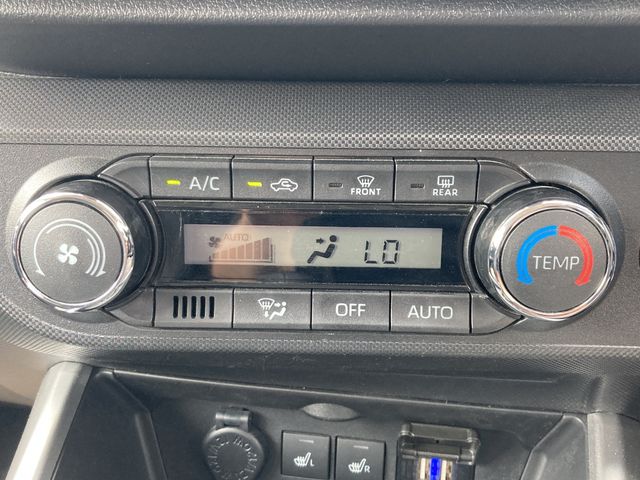 A/C
FRONT
REAR
AUTO
LO
TEMP
OFF
AUTO
L
R